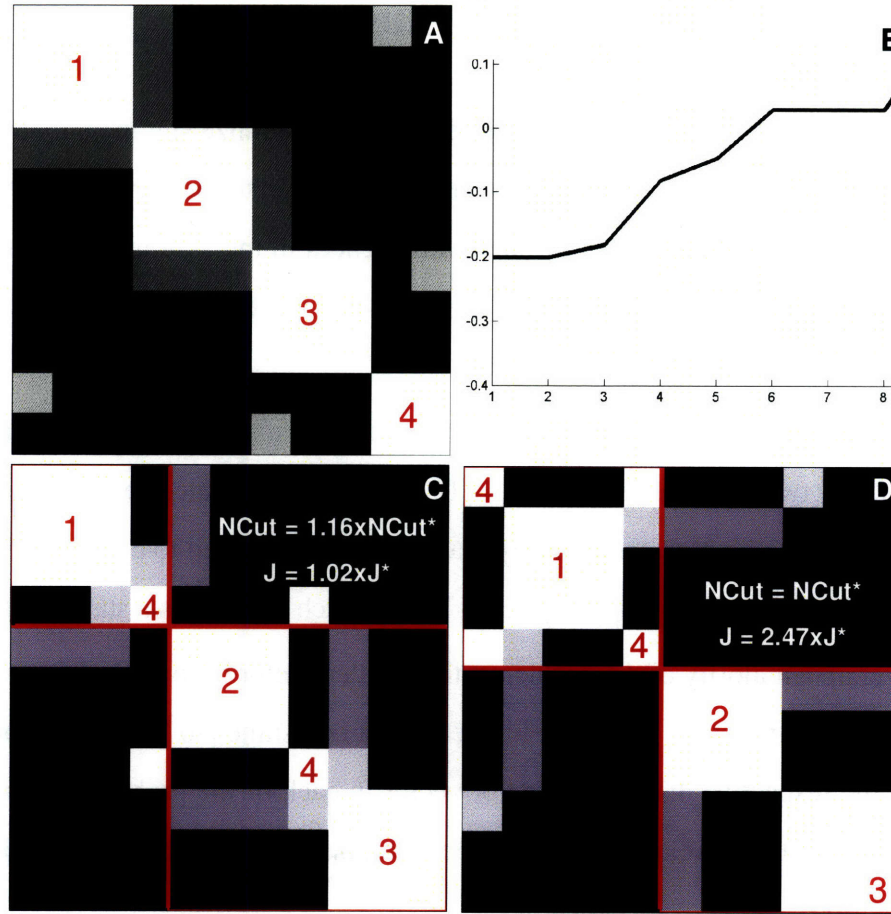 A
1
2
3
4
B
0.1
0
-0.1
-0.2
-0.3
-0.4
1 2 3 4 5 6 7 8
C
1
NCut = 1.16xNCut*
J = 1.02xJ*
4
2
4
3
D
4
1
NCut = NCut*
J = 2.47xJ*
4
2
3